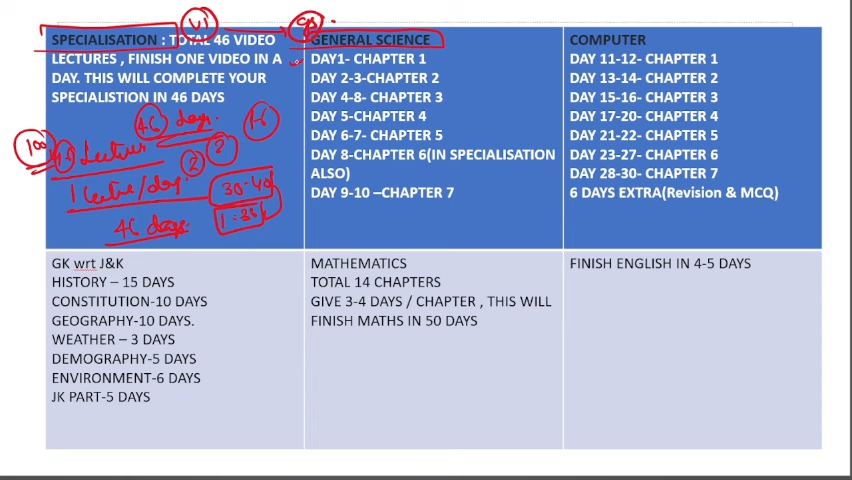 SPECIALISATION : TOTAL 46 VIDEO
LECTURES , FINISH ONE VIDEO IN A
DAY. THIS WILL COMPLETE YOUR
SPECIALISTION IN 46 DAYS
46 days.
100
46 Lecture
1 lectre/day.
2
2
30-40
46 days.
GENERAL SCIENCE
DAY1- CHAPTER 1
DAY 2-3-CHAPTER 2
DAY 4-8- CHAPTER 3
DAY 5-CHAPTER 4
DAY 6-7- CHAPTER 5
DAY 8-CHAPTER 6(IN SPECIALISATION
ALSO)
DAY 9-10 –CHAPTER 7
COMPUTER
DAY 11-12- CHAPTER 1
DAY 13-14- CHAPTER 2
DAY 15-16- CHAPTER 3
DAY 17-20- CHAPTER 4
DAY 21-22- CHAPTER 5
DAY 23-27- CHAPTER 6
DAY 28-30- CHAPTER 7
6 DAYS EXTRA(Revision & MCQ)
GK wrt J&K
HISTORY – 15 DAYS
CONSTITUTION-10 DAYS
GEOGRAPHY-10 DAYS.
WEATHER – 3 DAYS
DEMOGRAPHY-5 DAYS
ENVIRONMENT-6 DAYS
JK PART-5 DAYS
MATHEMATICS
TOTAL 14 CHAPTERS
GIVE 3-4 DAYS / CHAPTER , THIS WILL
FINISH MATHS IN 50 DAYS
FINISH ENGLISH IN 4-5 DAYS